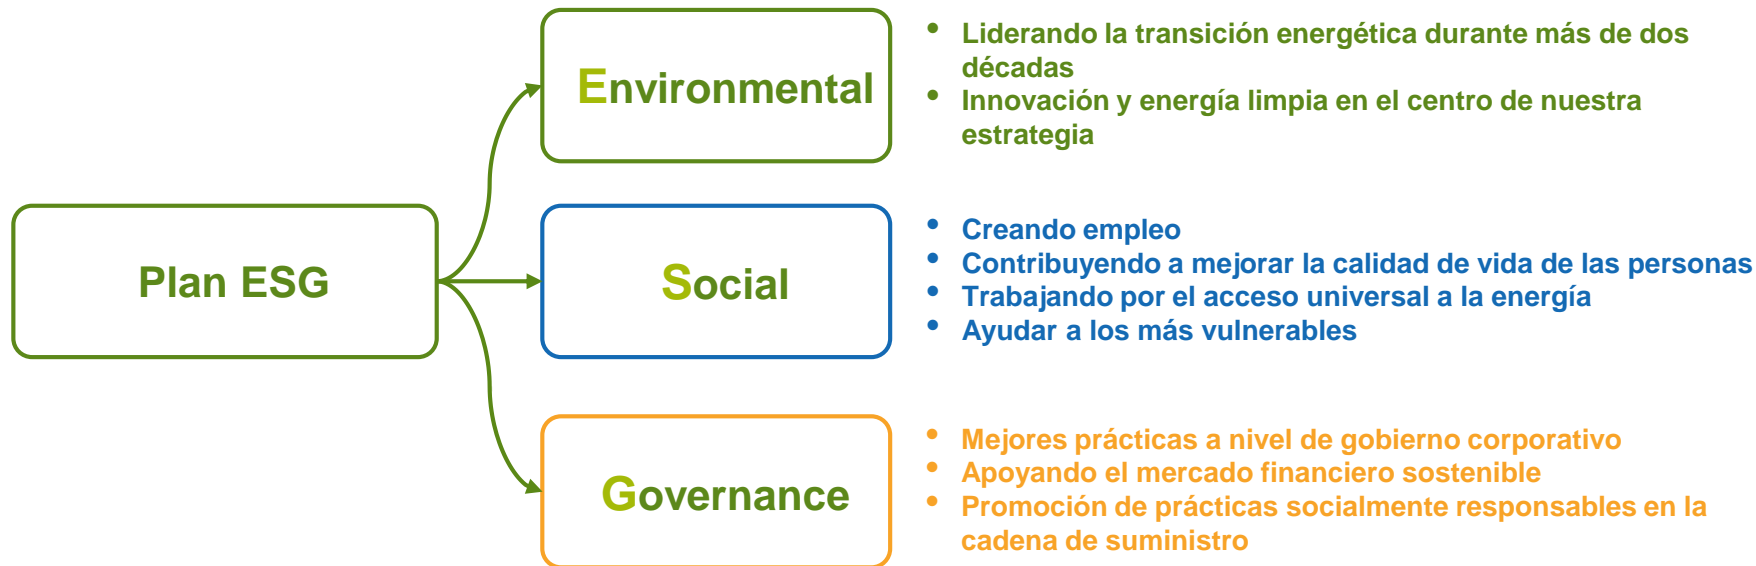 Plan ESG
Environmental
• Liderando la transición energética durante más de dos
décadas
• Innovación y energía limpia en el centro de nuestra
estrategia
Social
• Creando empleo
• Contribuyendo a mejorar la calidad de vida de las personas
• Trabajando por el acceso universal a la energía
• Ayudar a los más vulnerables
Governance
• Mejores prácticas a nivel de gobierno corporativo
• Apoyando el mercado financiero sostenible
• Promoción de prácticas socialmente responsables en la
cadena de suministro